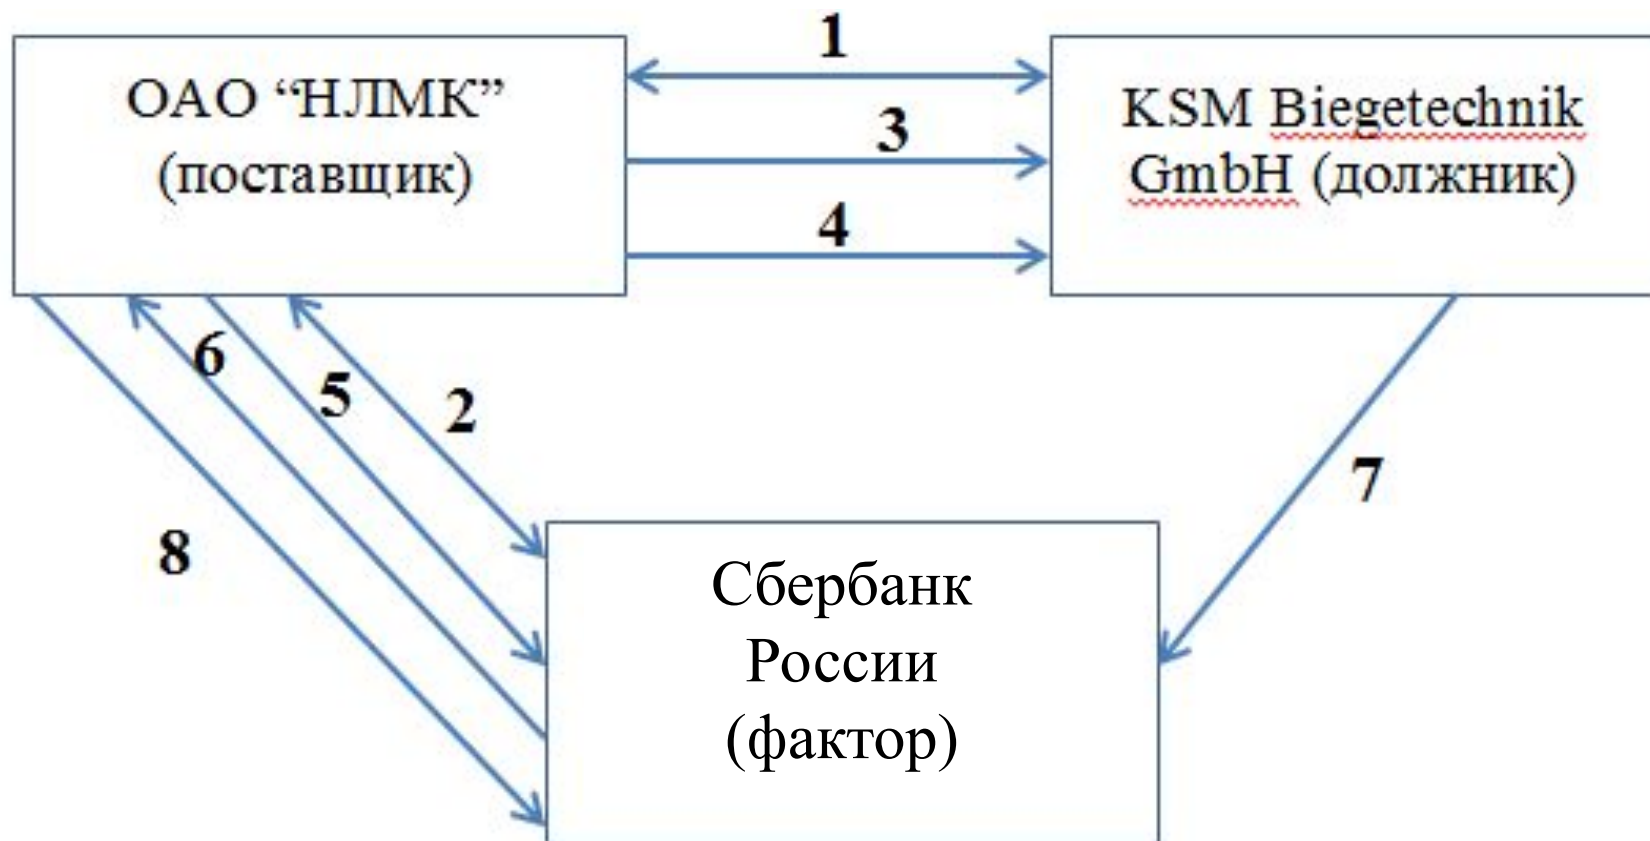 1
ОАО “НЛМК”
(поставщик)
KSM Biegetechnik
GmbH (должник)
3
4
6
5
2
7
8
Сбербанк
России
(фактор)